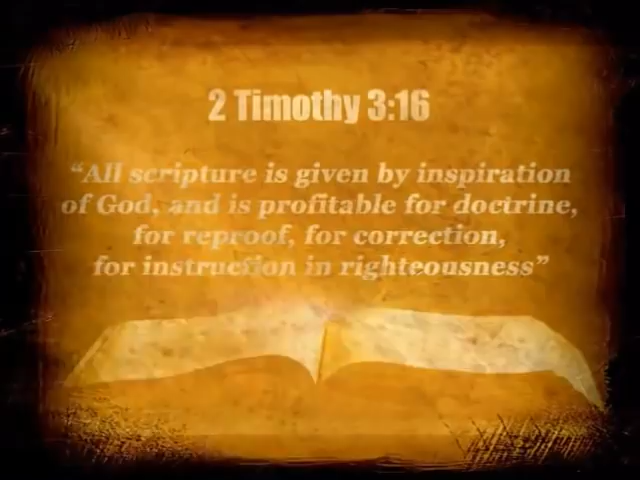 2 Timothy 3:16
“All scripture is given by inspiration
of God, and is profitable for doctrine,
for reproof, for correction,
for instruction in righteousness”